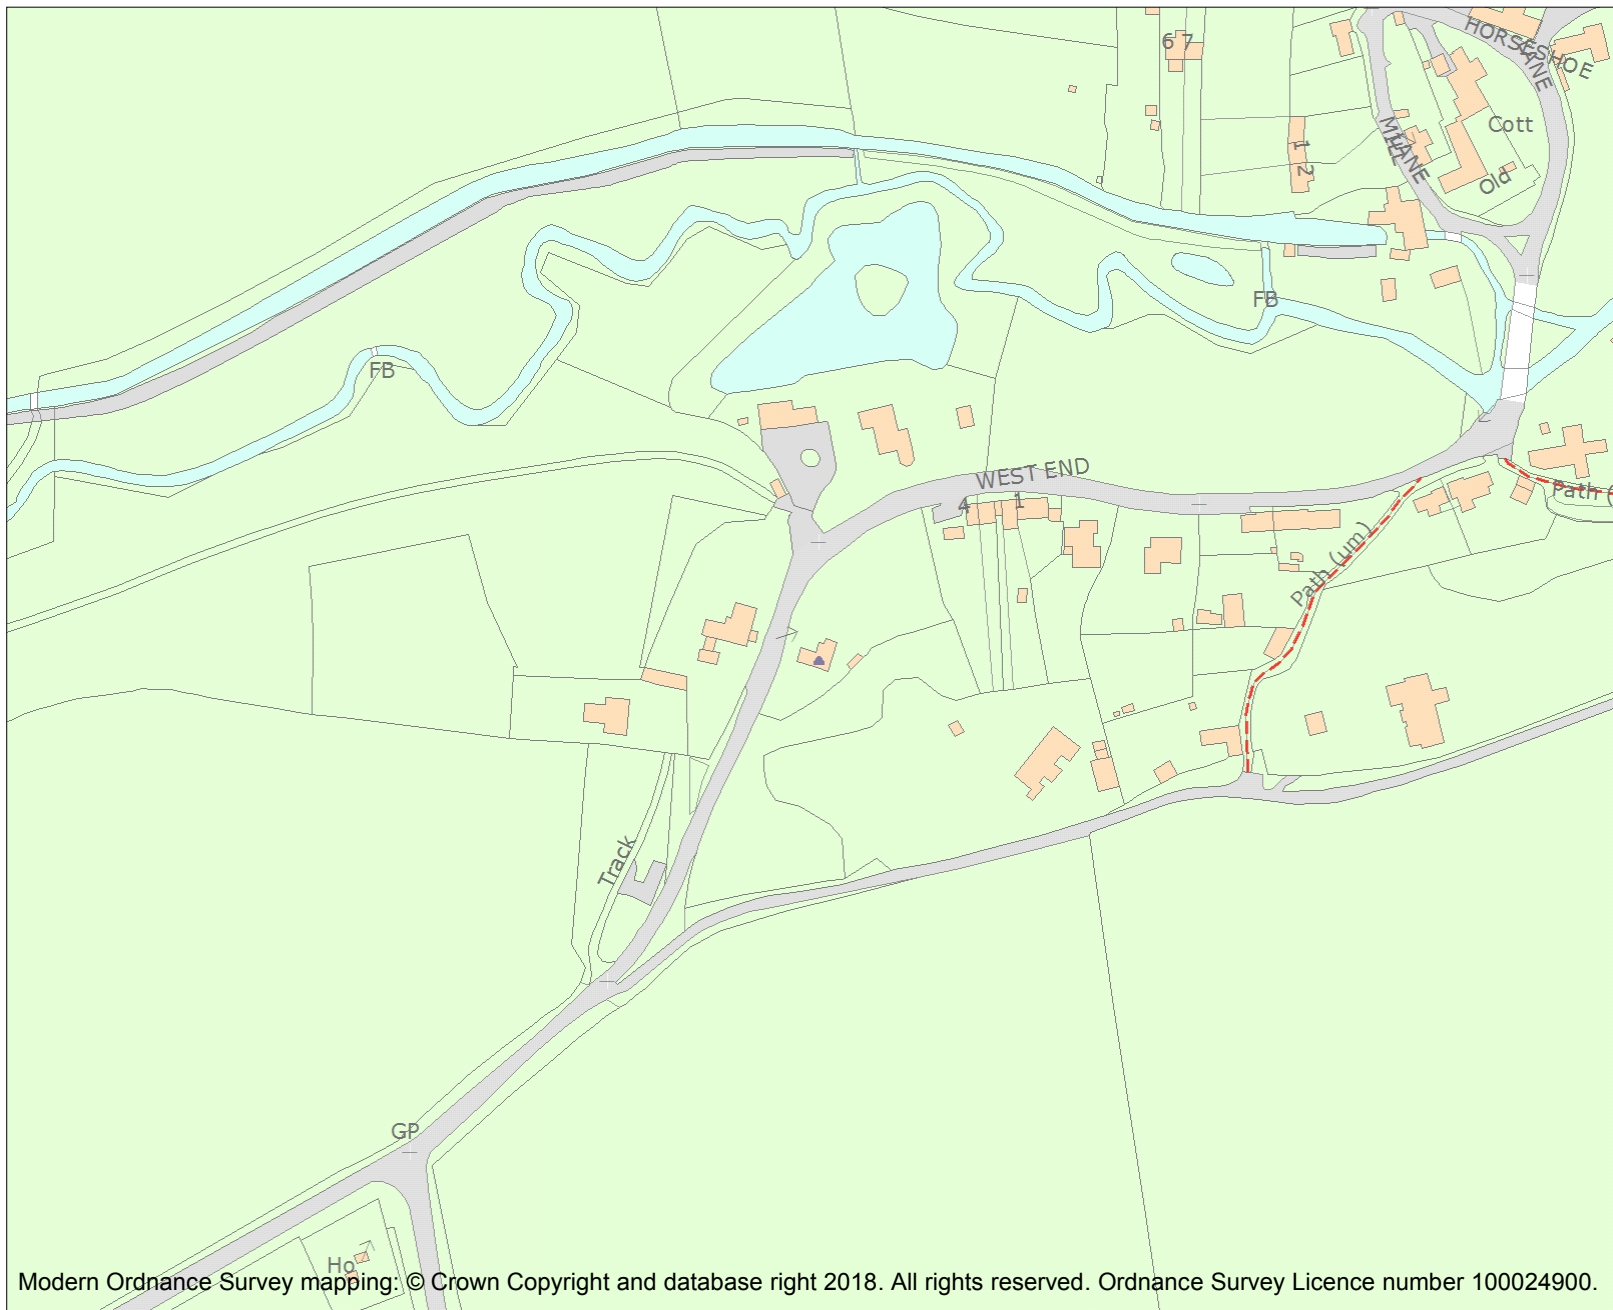 HORSESHOE
LANE
6 7
Cott
MILL
LANE
1
2
Old
FB
FB
WEST END
4
1
Path (
Path (um)
Track
GP
Ho
Modern Ordnance Survey mapping: © Crown Copyright and database right 2018. All rights reserved. Ordnance Survey Licence number 100024900.